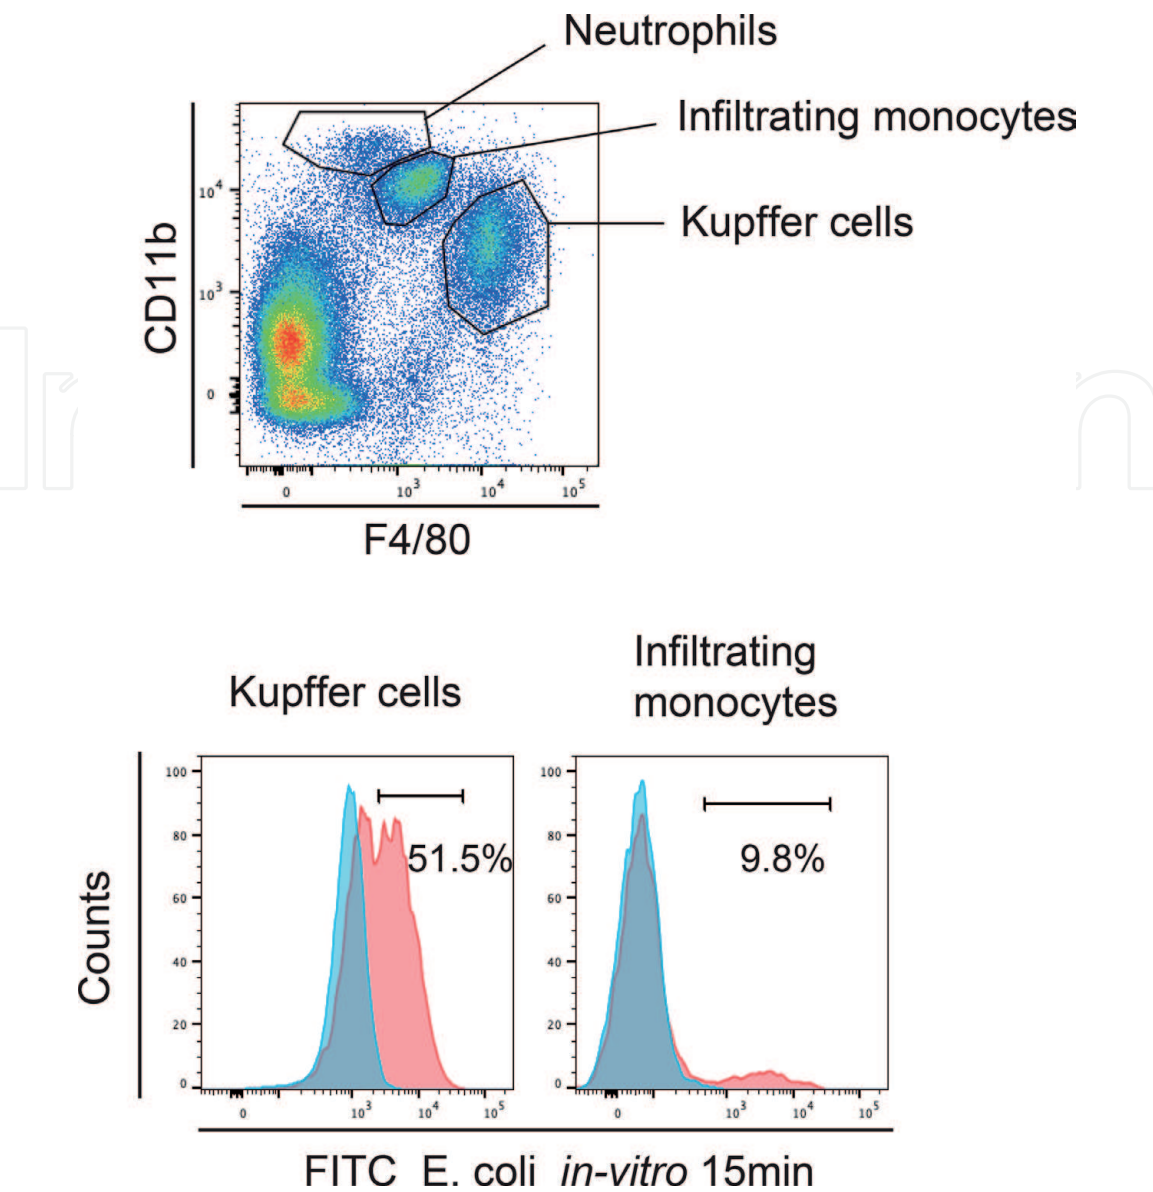 Neutrophils
Infiltrating monocytes
Kupffer cells
CD11b
10^4
10^3
0
0
10^3
10^4
10^5
F4/80
Kupffer cells
Infiltrating
monocytes
Counts
100
80
60
40
20
0
51.5%
0
10^3
10^4
10^5
100
80
60
40
20
0
9.8%
0
10^3
10^4
10^5
FITC E. coli in-vitro 15min